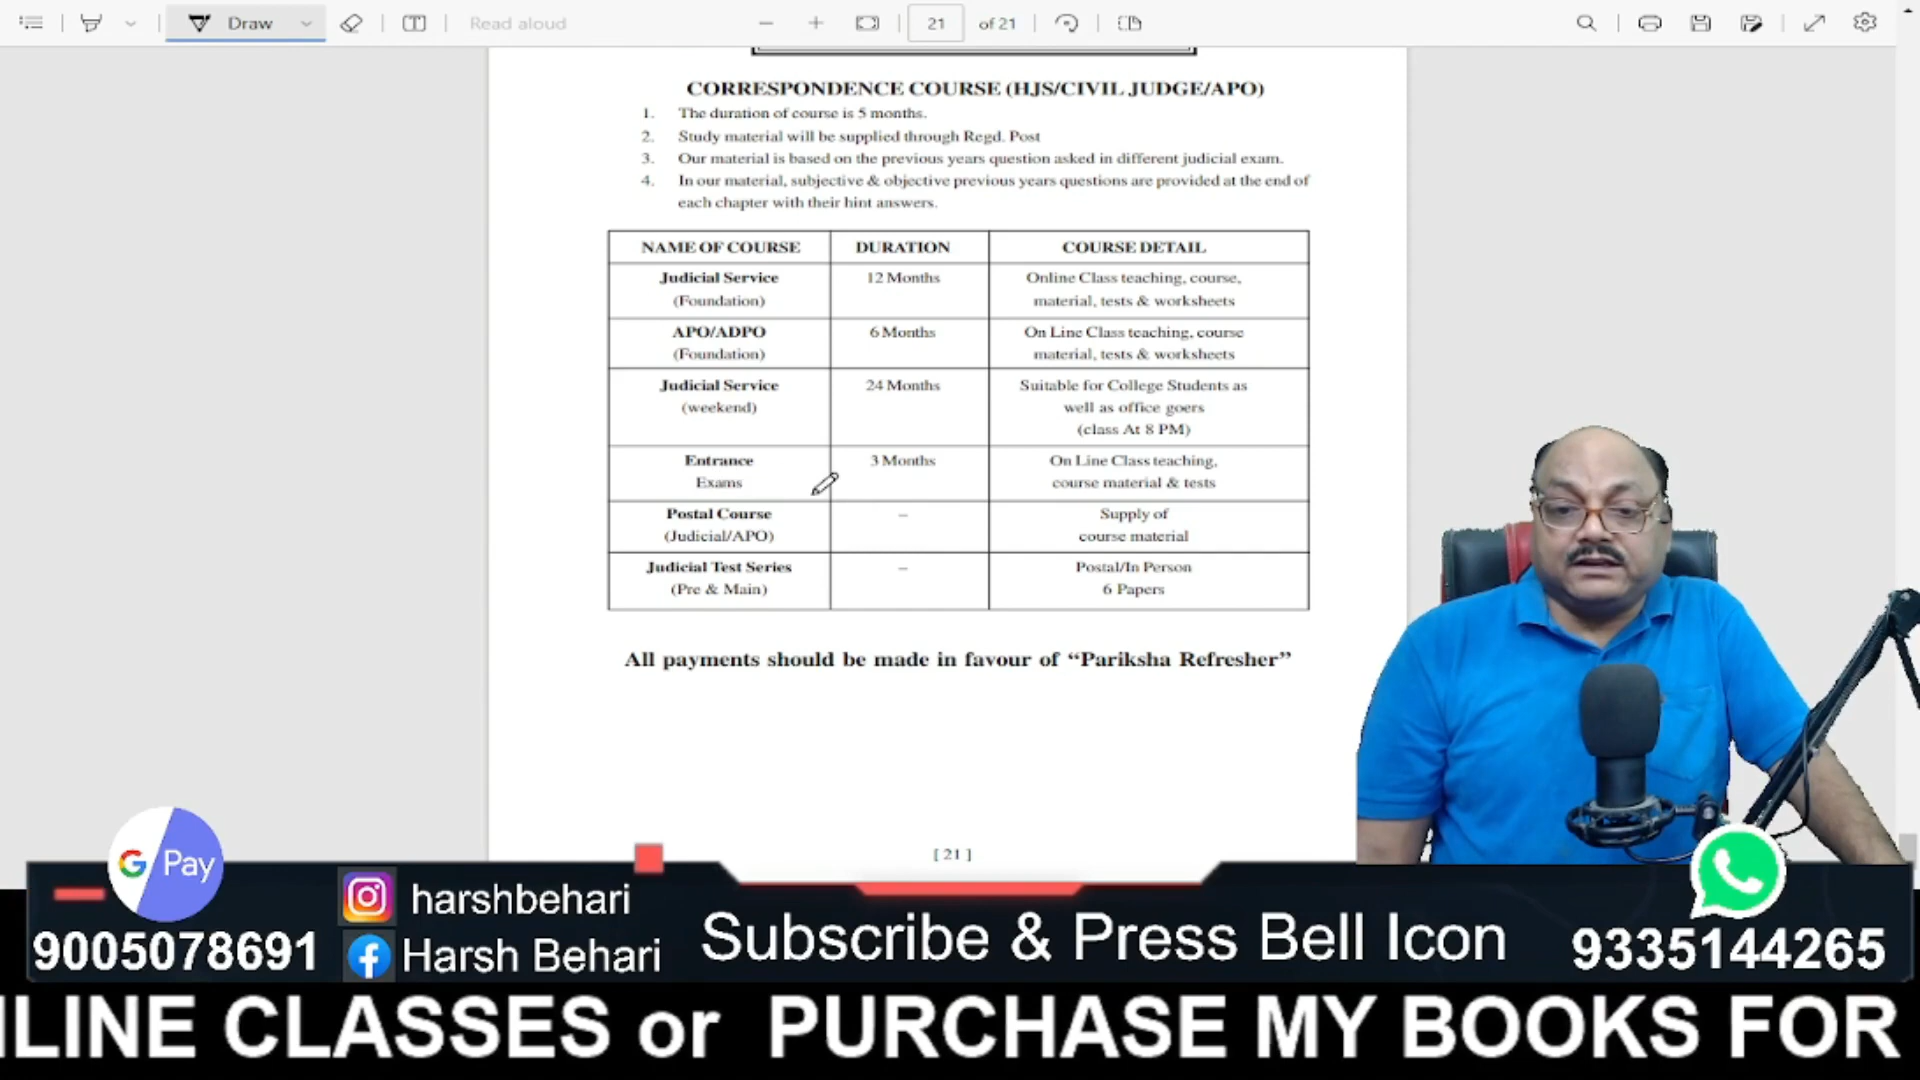 Draw
Read aloud
21 of 21
CORRESPONDENCE COURSE (HJS/CIVIL JUDGE/APO)
1. The duration of course is 5 months.
2. Study material will be supplied through Regd. Post
3. Our material is based on the previous years question asked in different judicial exam.
4. In our material, subjective & objective previous years questions are provided at the end of
each chapter with their hint answers.
NAME OF COURSE DURATION COURSE DETAIL
Judicial Service 12 Months Online Class teaching, course,
(Foundation) material, tests & worksheets
APO/ADPO 6 Months On Line Class teaching, course
(Foundation) material, tests & worksheets
Judicial Service 24 Months Suitable for College Students as
(weekend) well as office goers
(class At 8 PM)
Entrance 3 Months On Line Class teaching,
Exams course material & tests
Postal Course – Supply of
(Judicial/APO) course material
Judicial Test Series – Postal/In Person
(Pre & Main) 6 Papers
All payments should be made in favour of “Pariksha Refresher”
[ 21 ]
G Pay
9005078691
harshbehari
Harsh Behari
Subscribe & Press Bell Icon
9335144265
NLINE CLASSES or PURCHASE MY BOOKS FOR